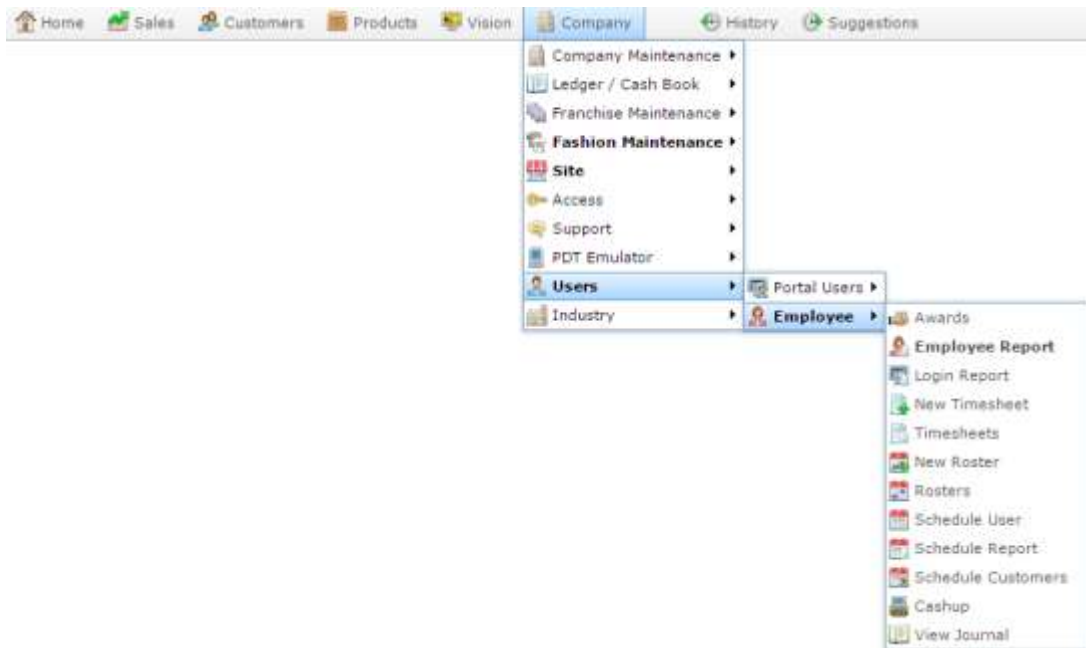 Home Sales Customers Products Vision Company History Suggestions
Company Maintenance
Ledger / Cash Book
Franchise Maintenance
Fashion Maintenance
Site
Access
Support
PDT Emulator
Users Portal Users
Industry Employee Awards
Employee Report
Login Report
New Timesheet
Timesheets
New Roster
Rosters
Schedule User
Schedule Report
Schedule Customers
Cashup
View Journal